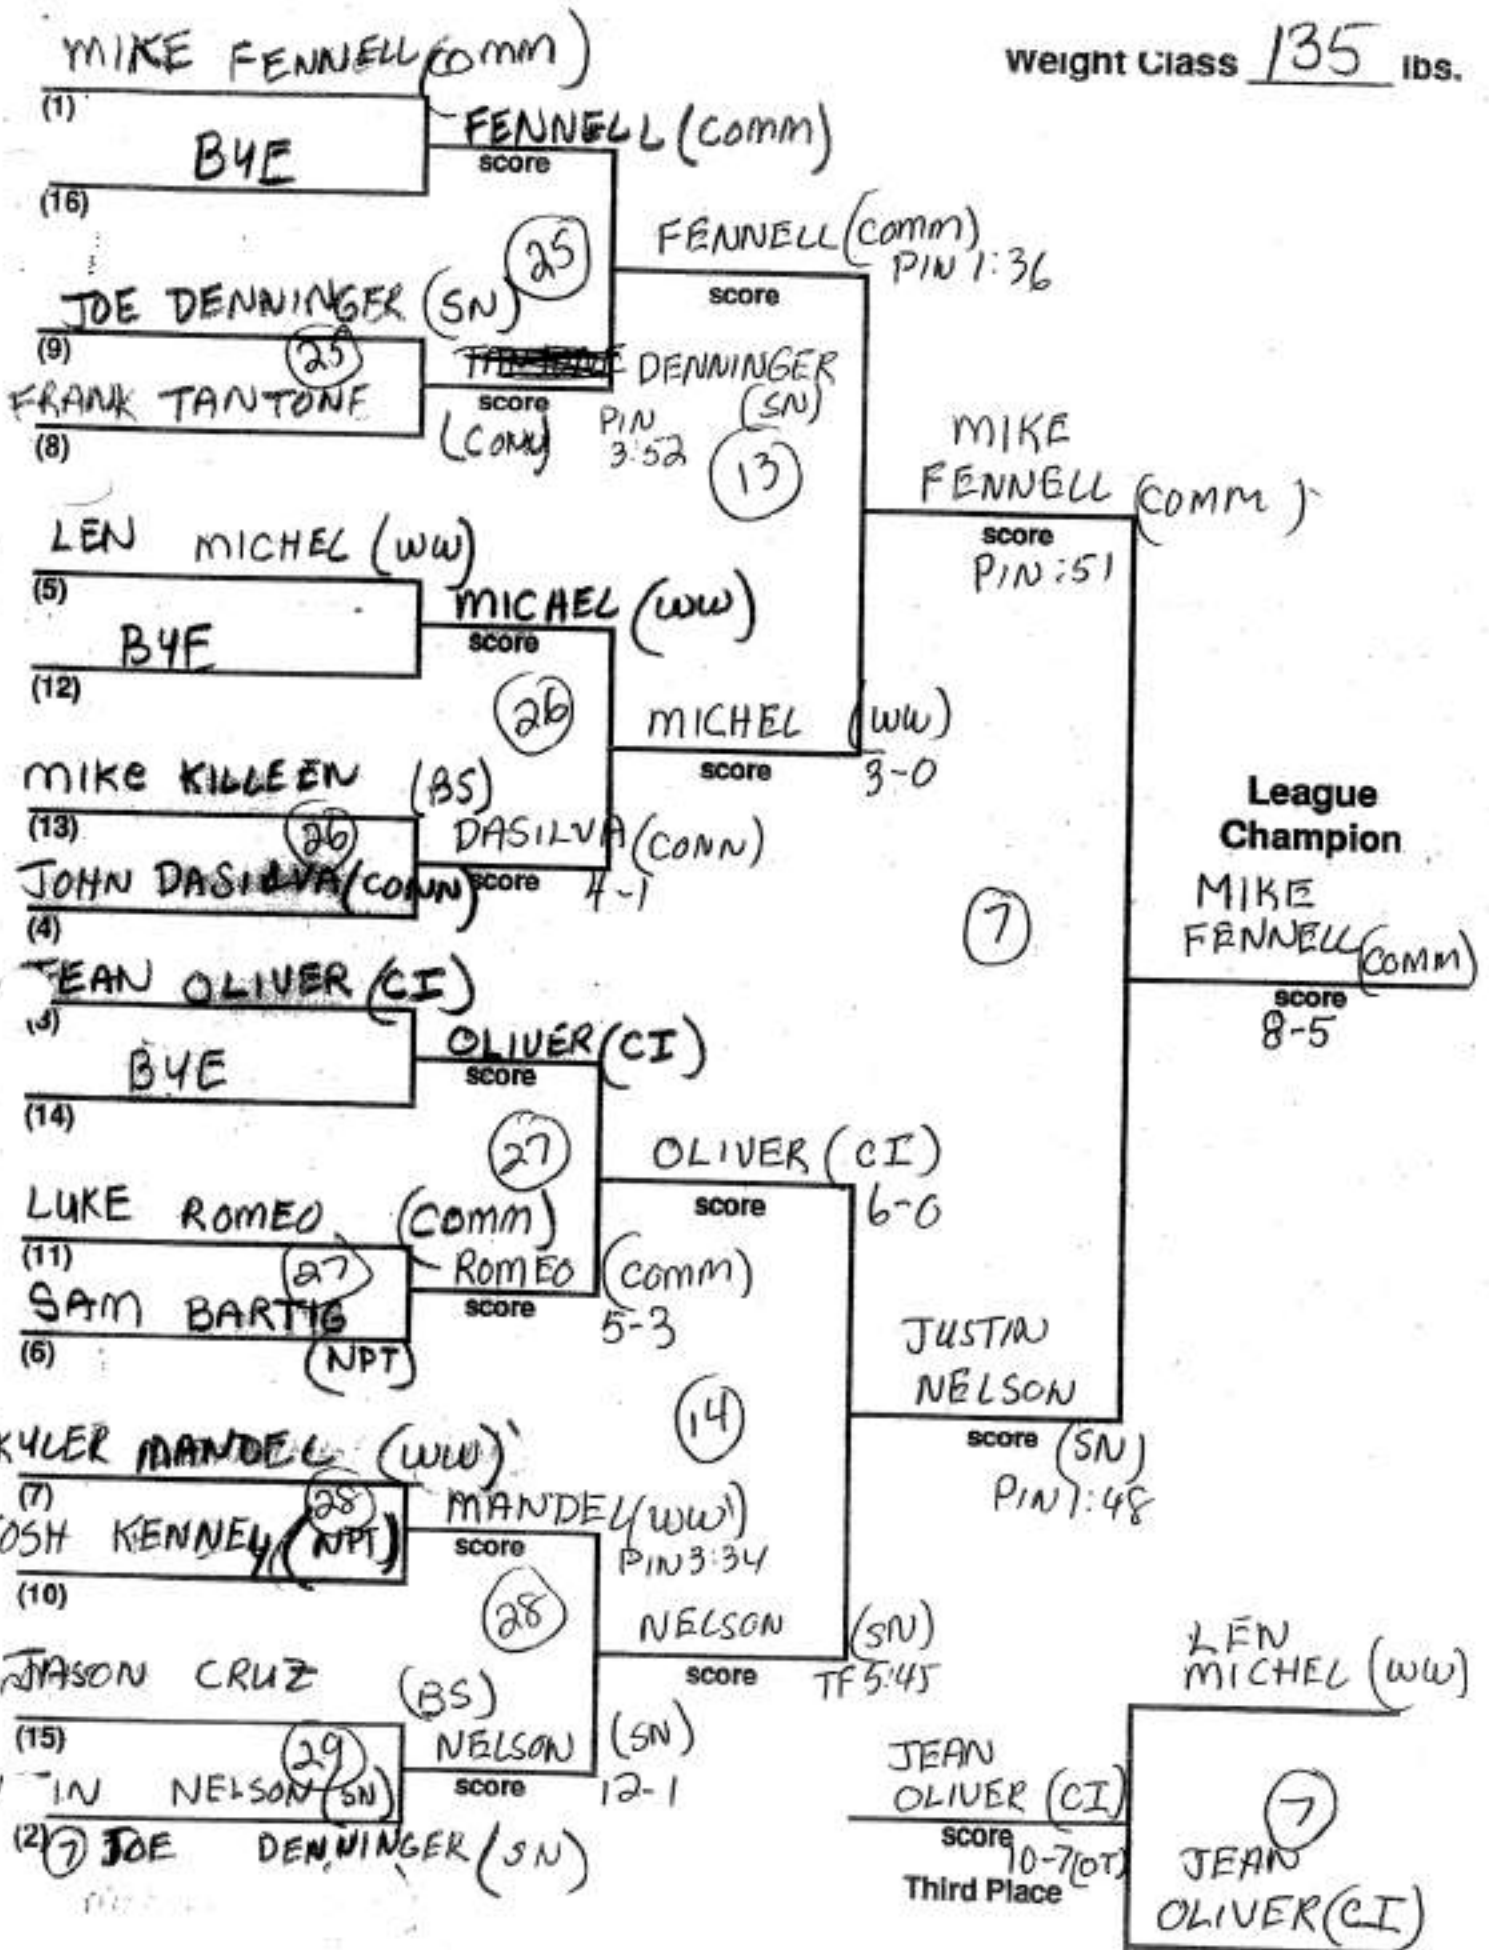 MIKE FENNELL (COMM)
Weight Class 135 lbs.
(1)
FENNELL (COMM)
score
BYE
(16)
25
FENNELL (COMM)
PIN 1:36
score
JOE DENNINGER (SN)
(9)
25
DENNINGER
(SN)
score
FRANK TANTONE
(COMM)
PIN
3:52
(8)
13
MIKE
FENNELL (COMM)
score
PIN :51
LEN MICHEL (WW)
(5)
MICHEL (WW)
score
BYE
(12)
26
MICHEL (WW)
score
3-0
MIKE KILLEEN (BS)
(13)
26
DASILVA (CONN)
score
4-1
JOHN DASILVA (CONN)
(4)
League
Champion
MIKE
FENNELL (COMM)
score
8-5
7
JEAN OLIVER (CI)
(3)
OLIVER (CI)
score
BYE
(14)
27
OLIVER (CI)
score
6-0
LUKE ROMEO (COMM)
(11)
27
ROMEO (COMM)
score
5-3
SAM BARTIG
(6)
(NPT)
JUSTIN
NELSON
score (SN)
PIN 1:48
14
KYLER MANDEL (WW)
(7)
28
MANDEL (WW)
score
PIN 3:34
OSH KENNEY (NPT)
(10)
28
NELSON (SN)
score
TF 5:45
JASON CRUZ (BS)
(15)
29
NELSON (SN)
score
12-1
IN NELSON (SN)
(2) 7 JOE DENNINGER (SN)
LEN
MICHEL (WW)
JEAN
OLIVER (CI)
score
10-7(OT)
Third Place
7
JEAN
OLIVER (CI)